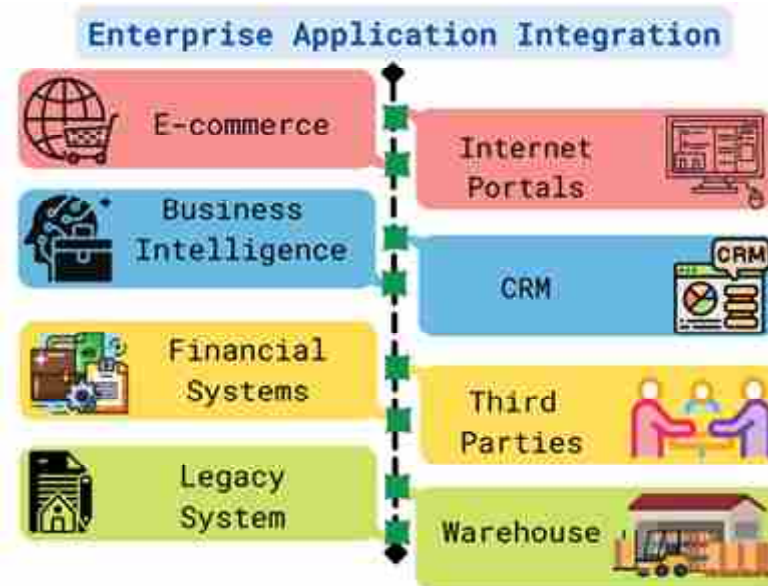 Enterprise Application Integration
E-commerce
Internet
Portals
Business
Intelligence
CRM
CRM
Financial
Systems
Third
Parties
Legacy
System
Warehouse